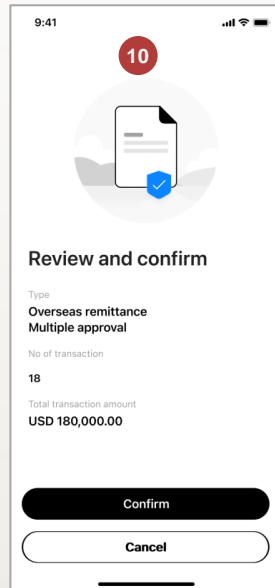 9:41
10
Review and confirm
Type
Overseas remittance
Multiple approval
No of transaction
18
Total transaction amount
USD 180,000.00
Confirm
Cancel